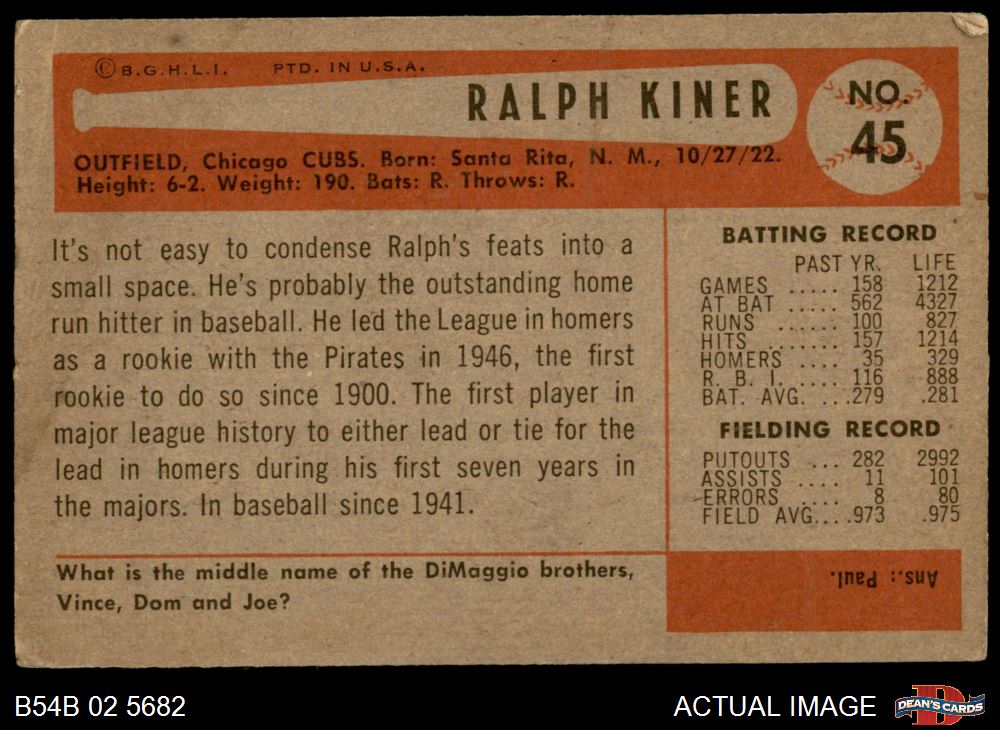 © B.G.H.L.I. PTD. IN U.S.A.
RALPH KINER
NO.
45
OUTFIELD, Chicago CUBS. Born: Santa Rita, N. M., 10/27/22.
Height: 6-2. Weight: 190. Bats: R. Throws: R.
It's not easy to condense Ralph's feats into a
small space. He's probably the outstanding home
run hitter in baseball. He led the League in homers
as a rookie with the Pirates in 1946, the first
rookie to do so since 1900. The first player in
major league history to either lead or tie for the
lead in homers during his first seven years in
the majors. In baseball since 1941.
BATTING RECORD
PAST YR. LIFE
GAMES ..... 158 1212
AT BAT ..... 562 4327
RUNS ...... 100 827
HITS ....... 157 1214
HOMERS .... 35 329
R. B. I. .... 116 888
BAT. AVG. ...279 .281
FIELDING RECORD
PUTOUTS ... 282 2992
ASSISTS .... 11 101
ERRORS .... 8 80
FIELD AVG....973 .975
What is the middle name of the DiMaggio brothers,
Vince, Dom and Joe?
Ans.: Paul.
B54B 02 5682
ACTUAL IMAGE
D
DEAN'S CARDS